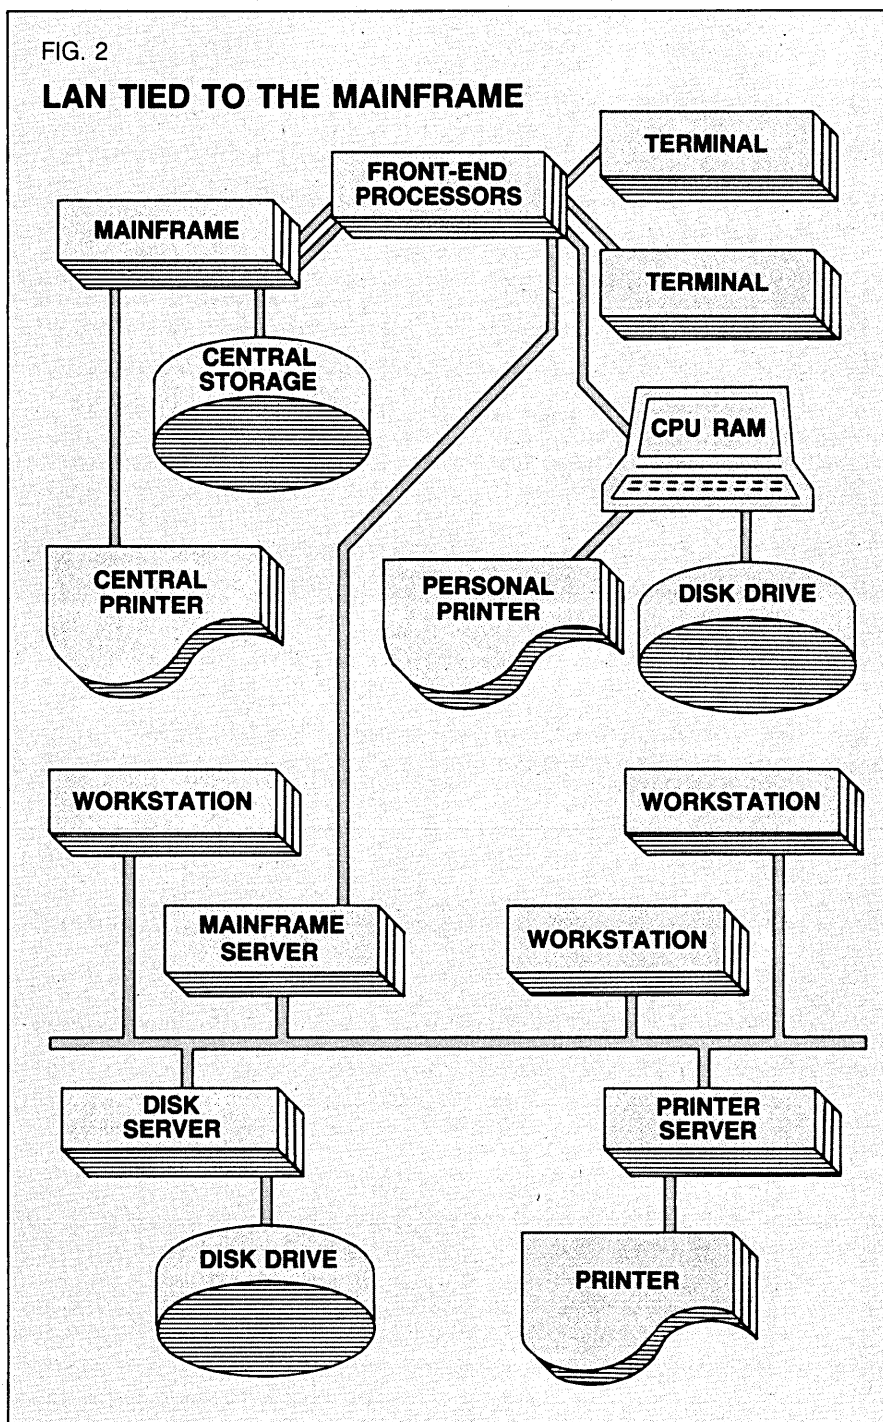 FIG. 2
LAN TIED TO THE MAINFRAME
TERMINAL
FRONT-END
PROCESSORS
MAINFRAME
TERMINAL
CENTRAL
STORAGE
CPU RAM
CENTRAL
PRINTER
PERSONAL
PRINTER
DISK DRIVE
WORKSTATION
WORKSTATION
MAINFRAME
SERVER
WORKSTATION
DISK
SERVER
PRINTER
SERVER
DISK DRIVE
PRINTER